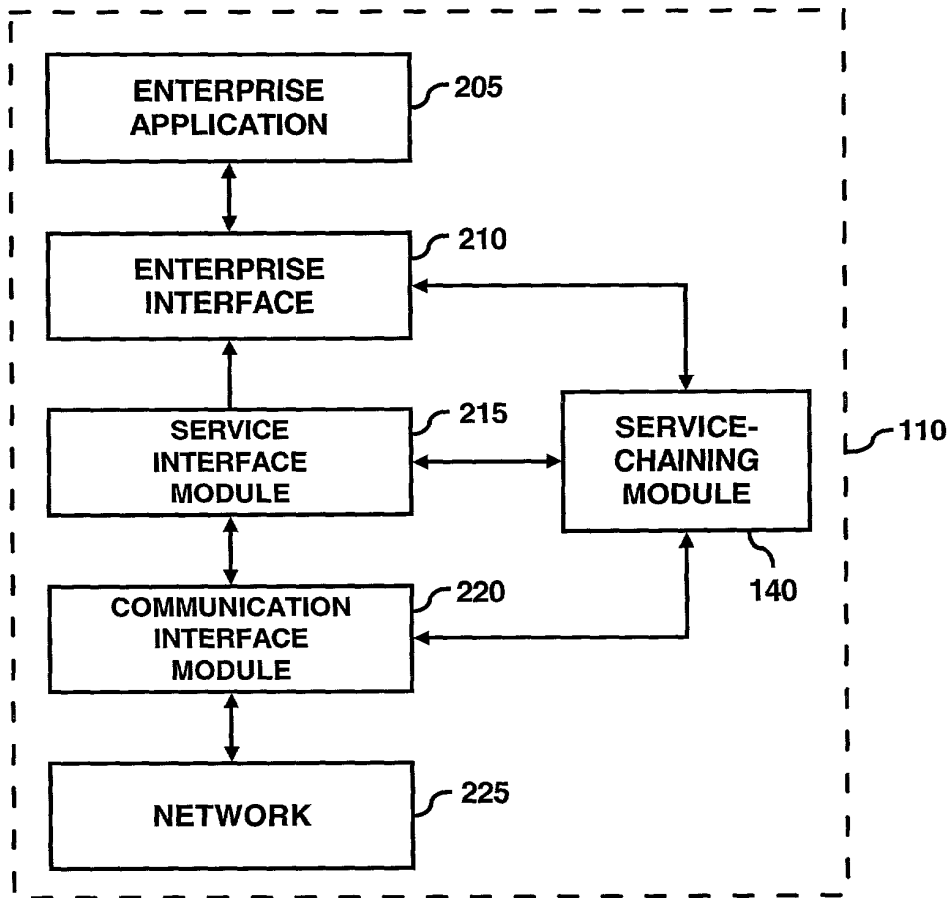 ENTERPRISE
APPLICATION
205
ENTERPRISE
INTERFACE
210
SERVICE
INTERFACE
MODULE
215
SERVICE-
CHAINING
MODULE
140
110
COMMUNICATION
INTERFACE
MODULE
220
NETWORK
225